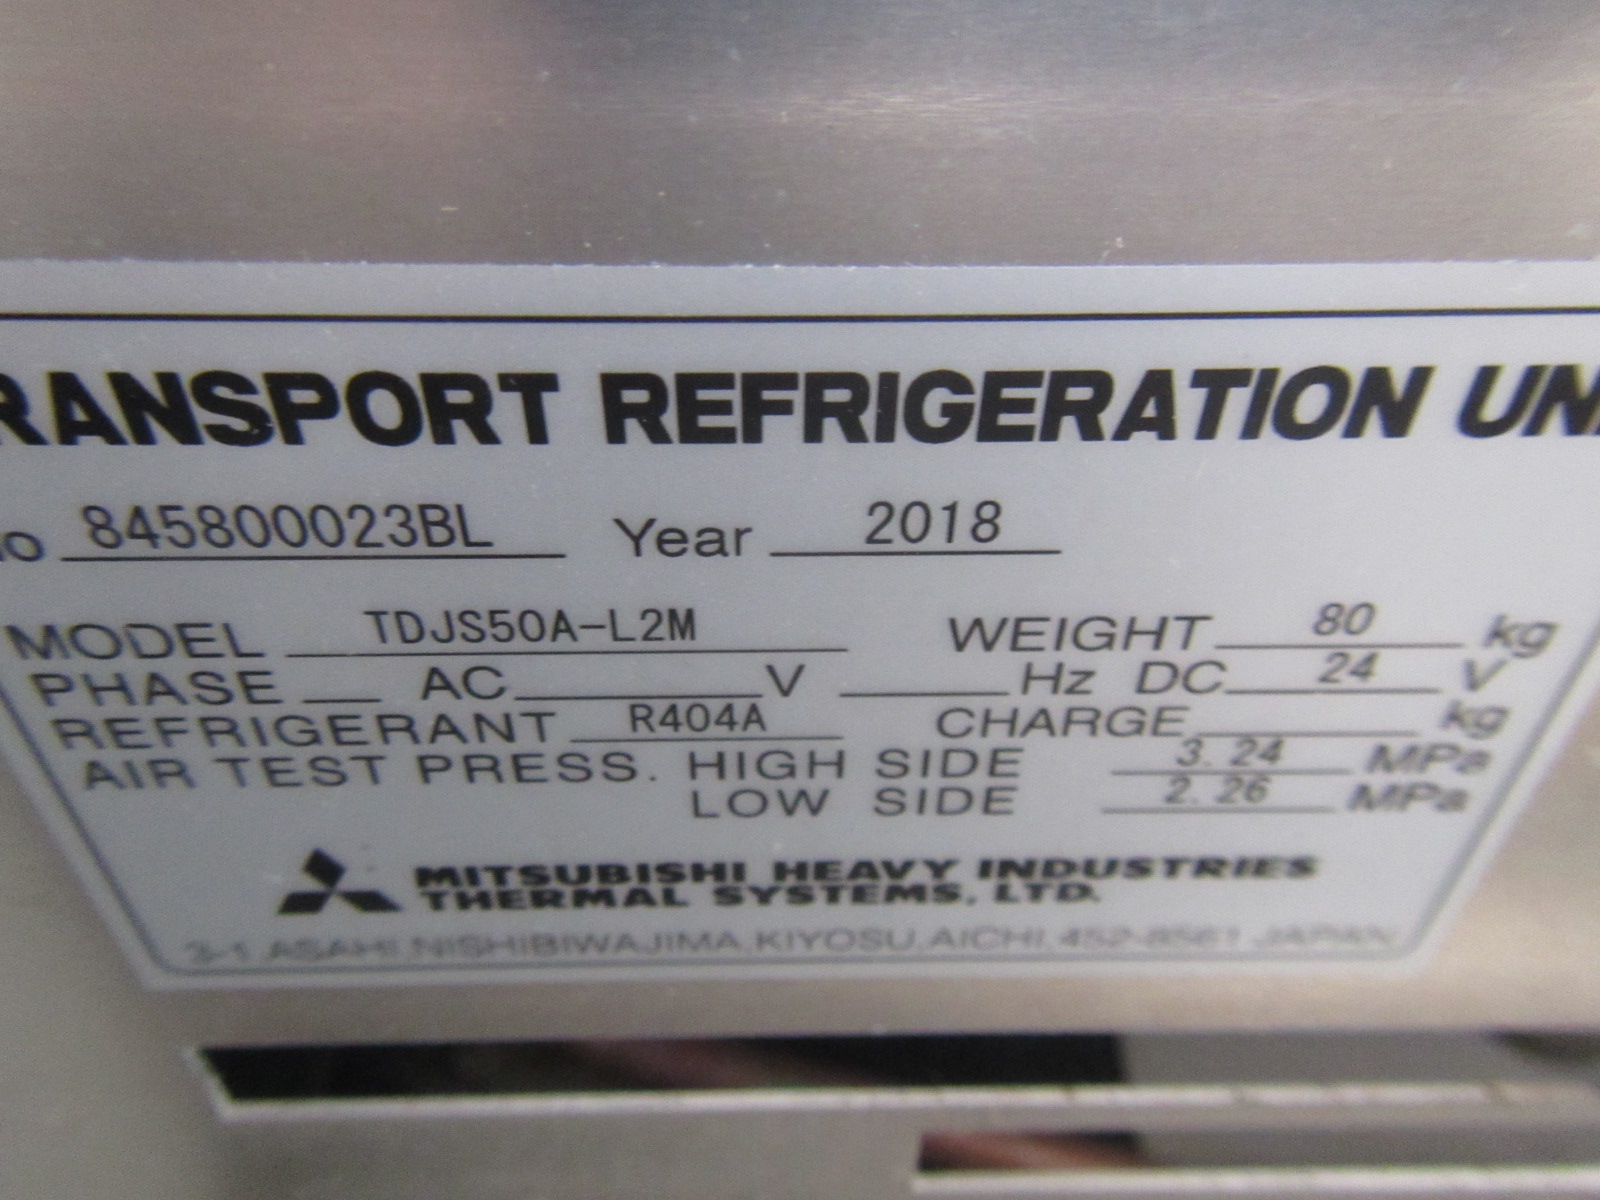 RANSPORT REFRIGERATION UN
o 845800023BL Year 2018
MODEL TDJS50A-L2M WEIGHT 80 kg
PHASE AC V Hz DC 24 V
REFRIGERANT R404A CHARGE kg
AIR TEST PRESS. HIGH SIDE 3.24 MPa
LOW SIDE 2.26 MPa
MITSUBISHI HEAVY INDUSTRIES
THERMAL SYSTEMS, LTD.
3-1, ASAHI, NISHIBIWAJIMA, KIYOSU, AICHI, 452-8561 JAPAN